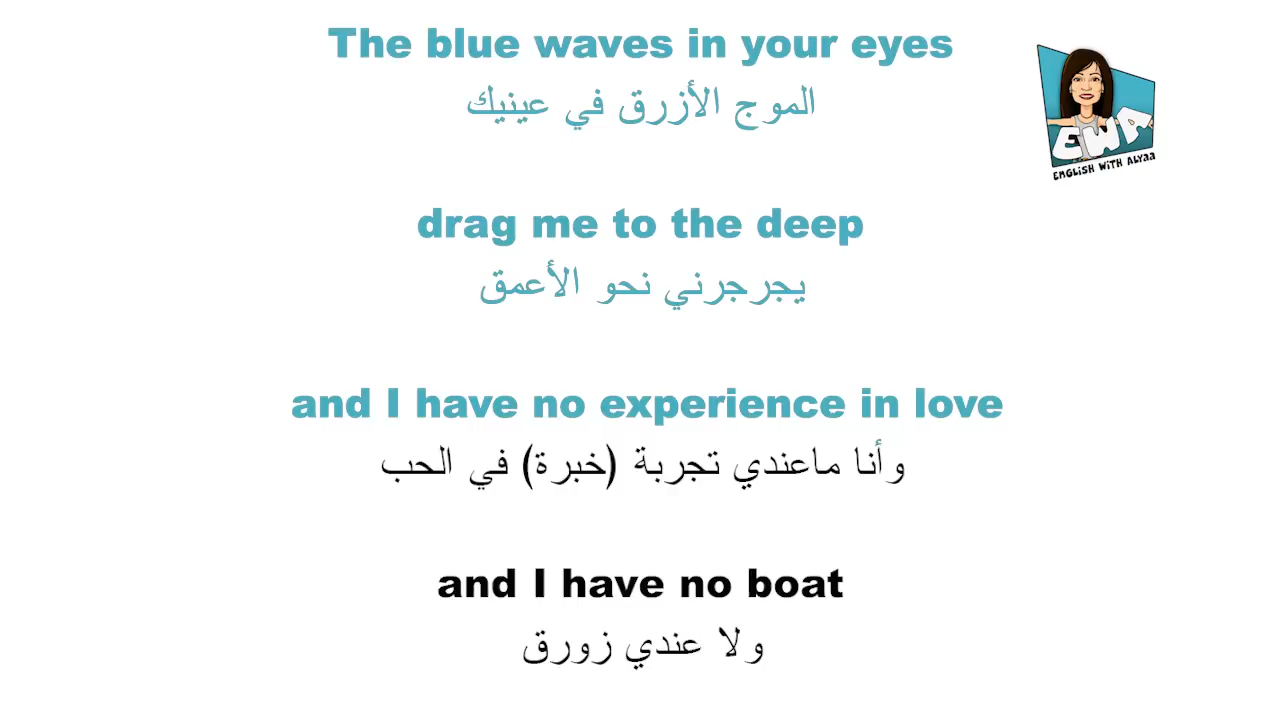 The blue waves in your eyes
الموج الأزرق في عينيك
drag me to the deep
يجرجرني نحو الأعمق
and I have no experience in love
وأنا ماعندي تجربة (خبرة) في الحب
and I have no boat
ولا عندي زورق
EWA
ENGLiSH WiTH ALYaa